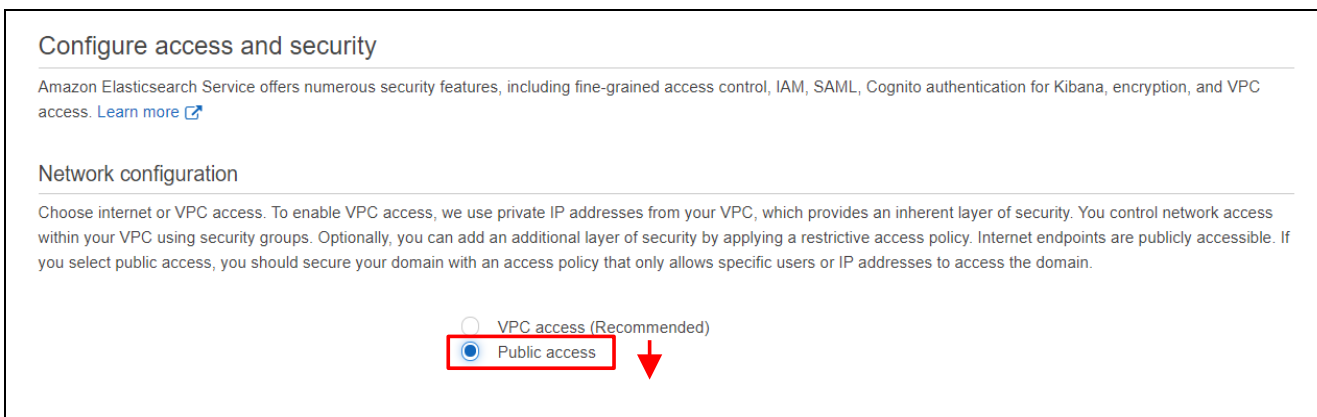 Configure access and security
Amazon Elasticsearch Service offers numerous security features, including fine-grained access control, IAM, SAML, Cognito authentication for Kibana, encryption, and VPC
access. Learn more
Network configuration
Choose internet or VPC access. To enable VPC access, we use private IP addresses from your VPC, which provides an inherent layer of security. You control network access
within your VPC using security groups. Optionally, you can add an additional layer of security by applying a restrictive access policy. Internet endpoints are publicly accessible. If
you select public access, you should secure your domain with an access policy that only allows specific users or IP addresses to access the domain.
VPC access (Recommended)
Public access